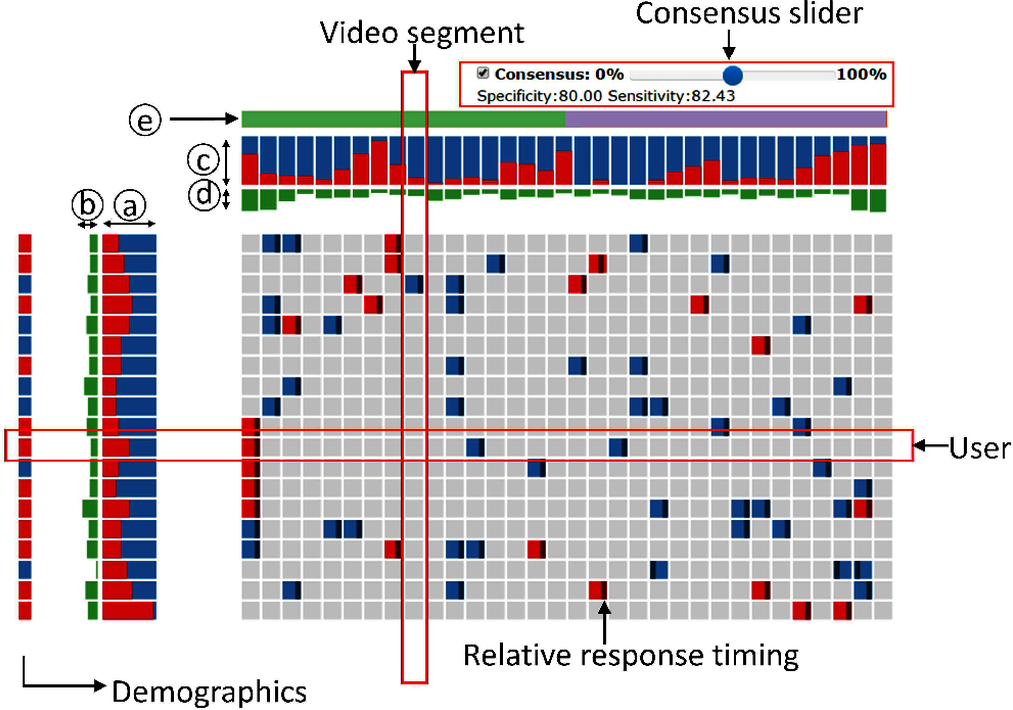 Consensus slider
Video segment
Consensus: 0% 100%
Specificity:80.00 Sensitivity:82.43
e
c
d
b a
User
Relative response timing
Demographics